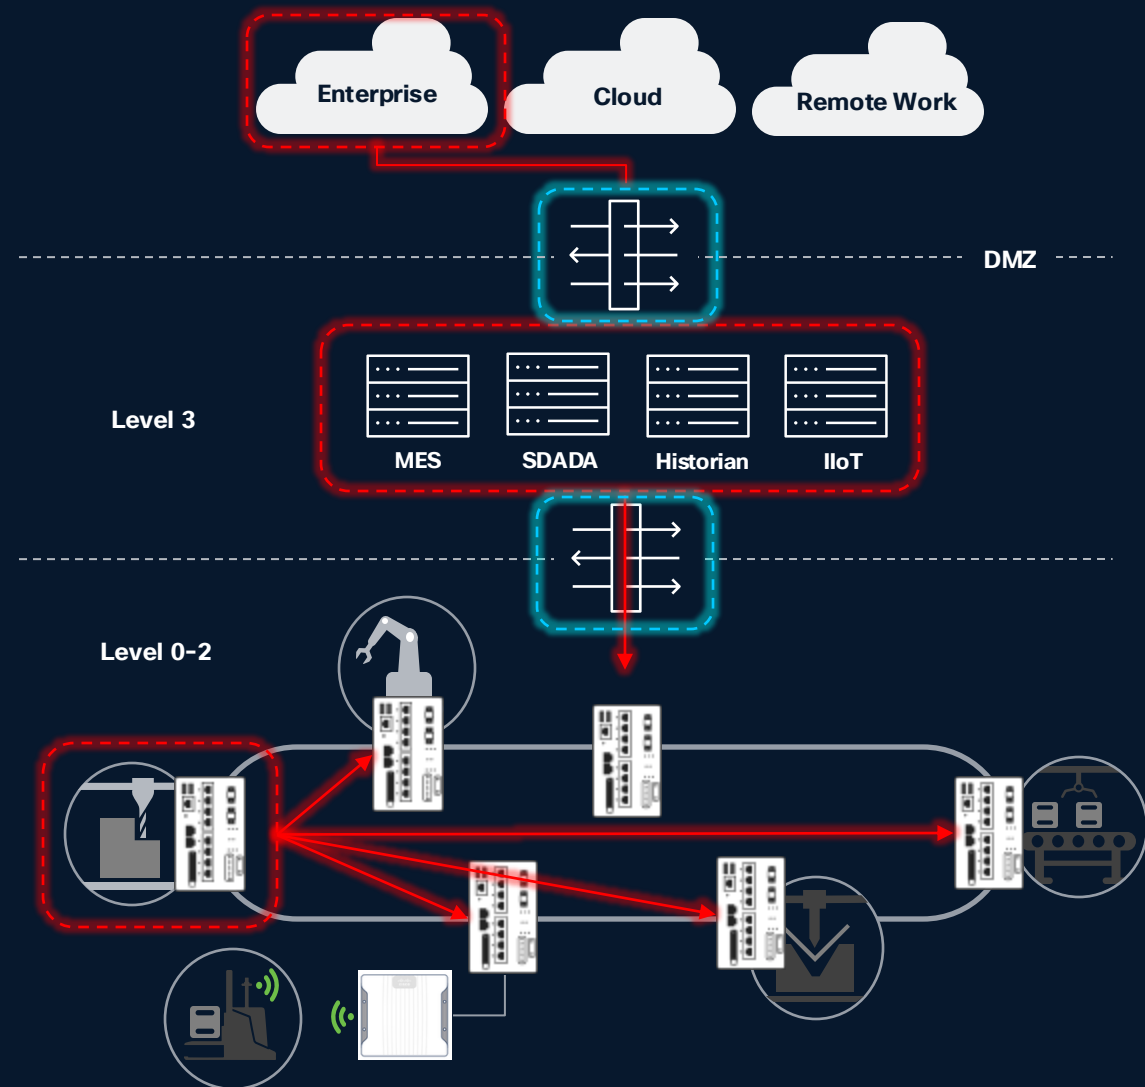 Enterprise
Cloud
Remote Work
DMZ
Level 3
MES
SDADA
Historian
IIoT
Level 0-2